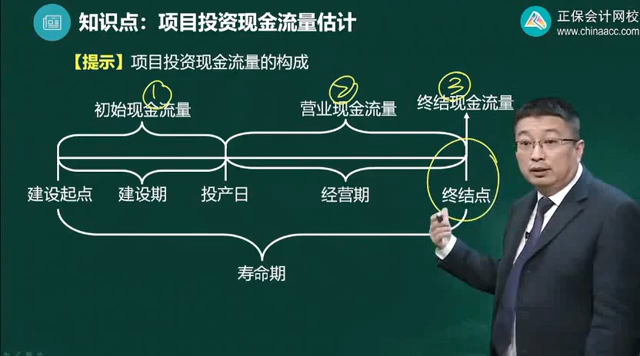 知识点：项目投资现金流量估计
正保会计网校
www.chinaacc.com
【提示】项目投资现金流量的构成
① ② ③
初始现金流量 营业现金流量 终结现金流量
建设起点 建设期 投产日 经营期 终结点
寿命期